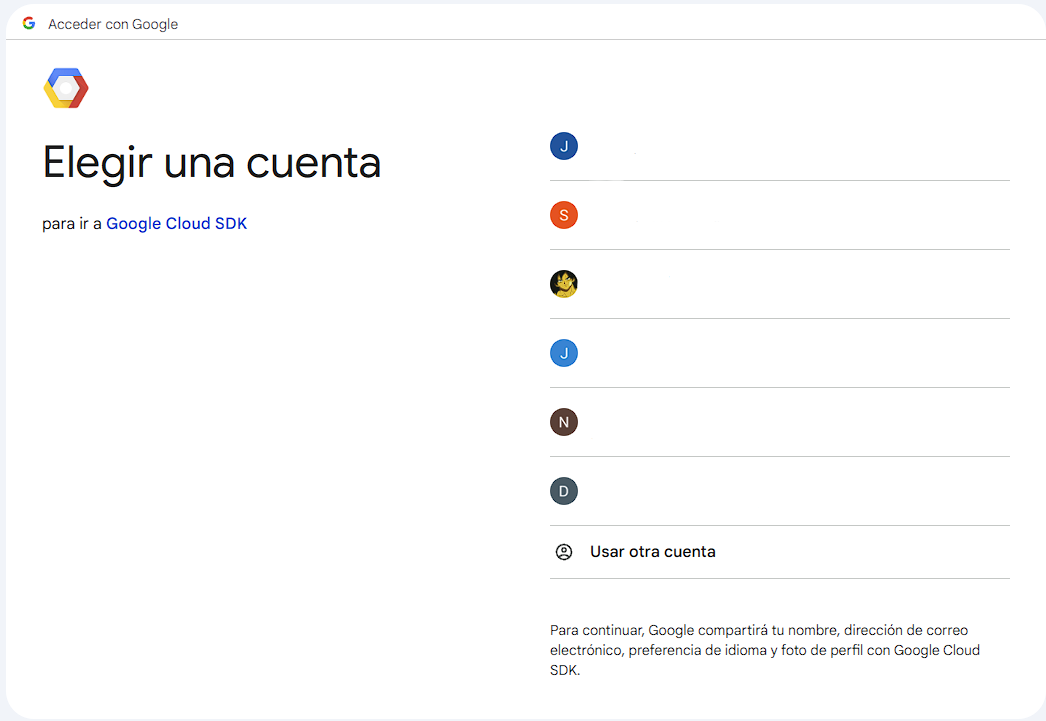 Acceder con Google
Elegir una cuenta
para ir a Google Cloud SDK
J
S
J
N
D
Usar otra cuenta
Para continuar, Google compartirá tu nombre, dirección de correo
electrónico, preferencia de idioma y foto de perfil con Google Cloud
SDK.